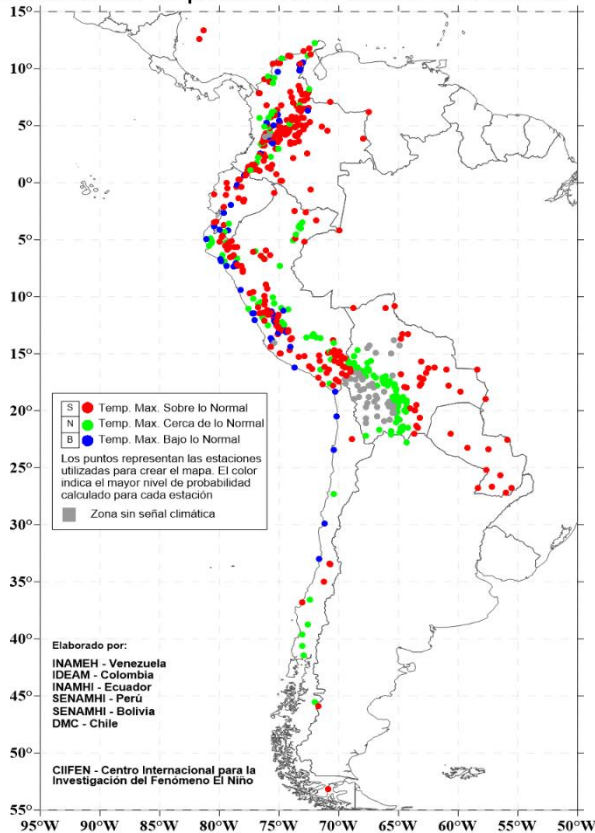 15°
10°
5°
0°
5°
10°
15°
20°
25°
30°
35°
40°
45°
50°
55°
S Temp. Max. Sobre lo Normal
N Temp. Max. Cerca de lo Normal
B Temp. Max. Bajo lo Normal
Los puntos representan las estaciones
utilizadas para crear el mapa. El color
indica el mayor nivel de probabilidad
calculado para cada estación
Zona sin señal climática
Elaborado por:
INAMEH - Venezuela
IDEAM - Colombia
INAMHI - Ecuador
SENAMHI - Perú
SENAMHI - Bolivia
DMC - Chile
CIIFEN - Centro Internacional para la
Investigación del Fenómeno El Niño
95°W 90°W 85°W 80°W 75°W 70°W 65°W 60°W 55°W 50°W